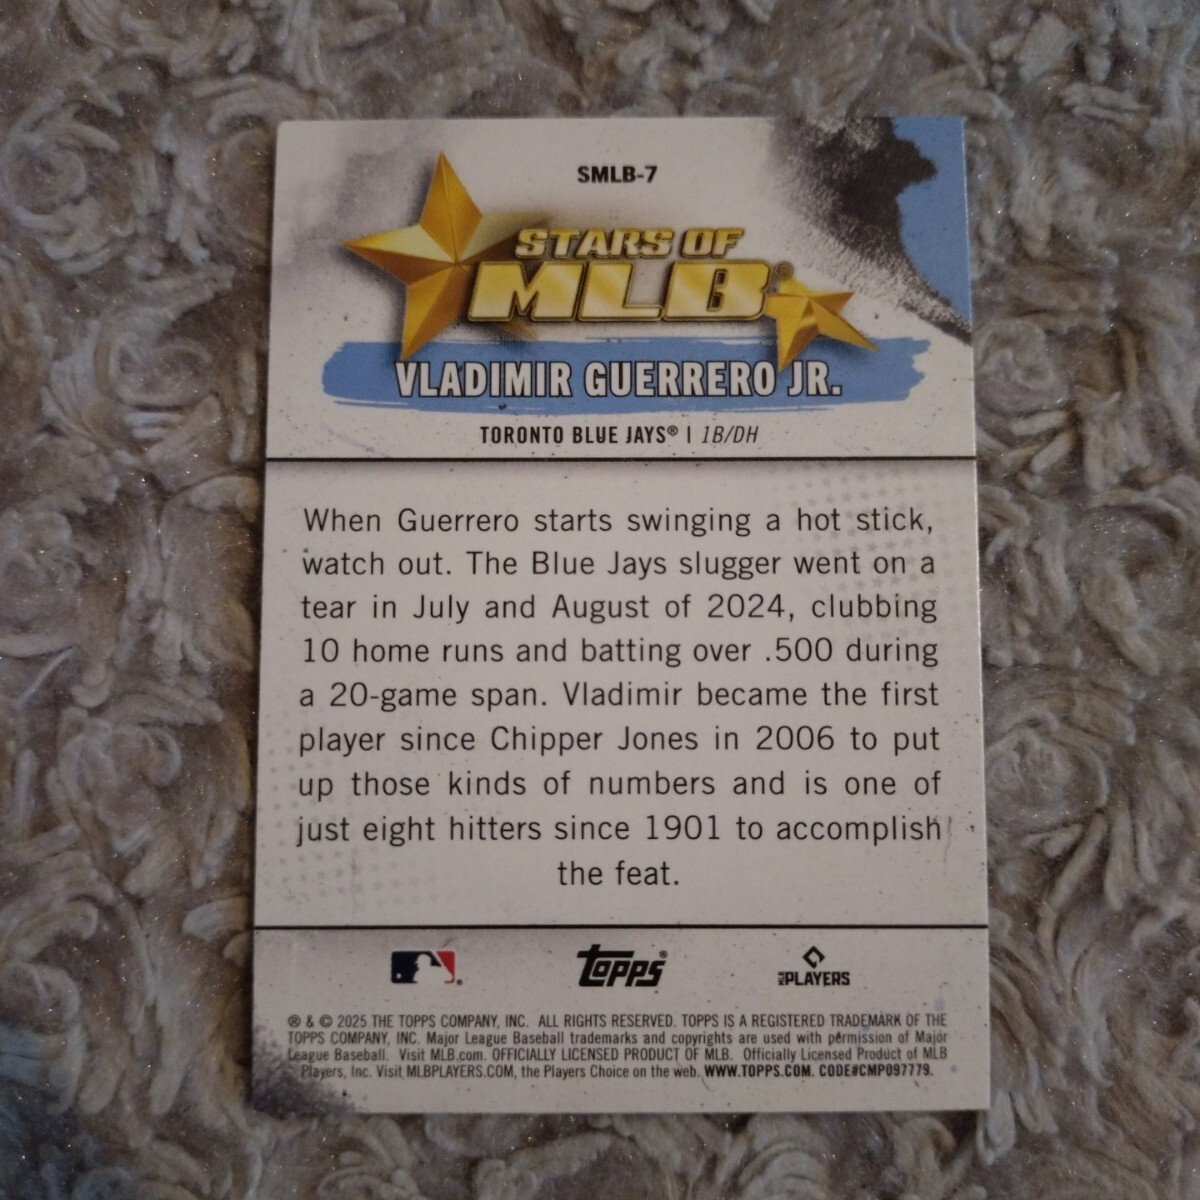 SMLB-7
STARS OF
MLB®
VLADIMIR GUERRERO JR.
TORONTO BLUE JAYS® | 1B/DH
When Guerrero starts swinging a hot stick,
watch out. The Blue Jays slugger went on a
tear in July and August of 2024, clubbing
10 home runs and batting over .500 during
a 20-game span. Vladimir became the first
player since Chipper Jones in 2006 to put
up those kinds of numbers and is one of
just eight hitters since 1901 to accomplish
the feat.
topps®
MLB PLAYERS
® & © 2025 THE TOPPS COMPANY, INC. ALL RIGHTS RESERVED. TOPPS IS A REGISTERED TRADEMARK OF THE
TOPPS COMPANY, INC. Major League Baseball trademarks and copyrights are used with permission of Major
League Baseball. Visit MLB.com. OFFICIALLY LICENSED PRODUCT OF MLB. Officially Licensed Product of MLB
Players, Inc. Visit MLBPLAYERS.COM, the Players Choice on the web. WWW.TOPPS.COM. CODE#CMP097779.